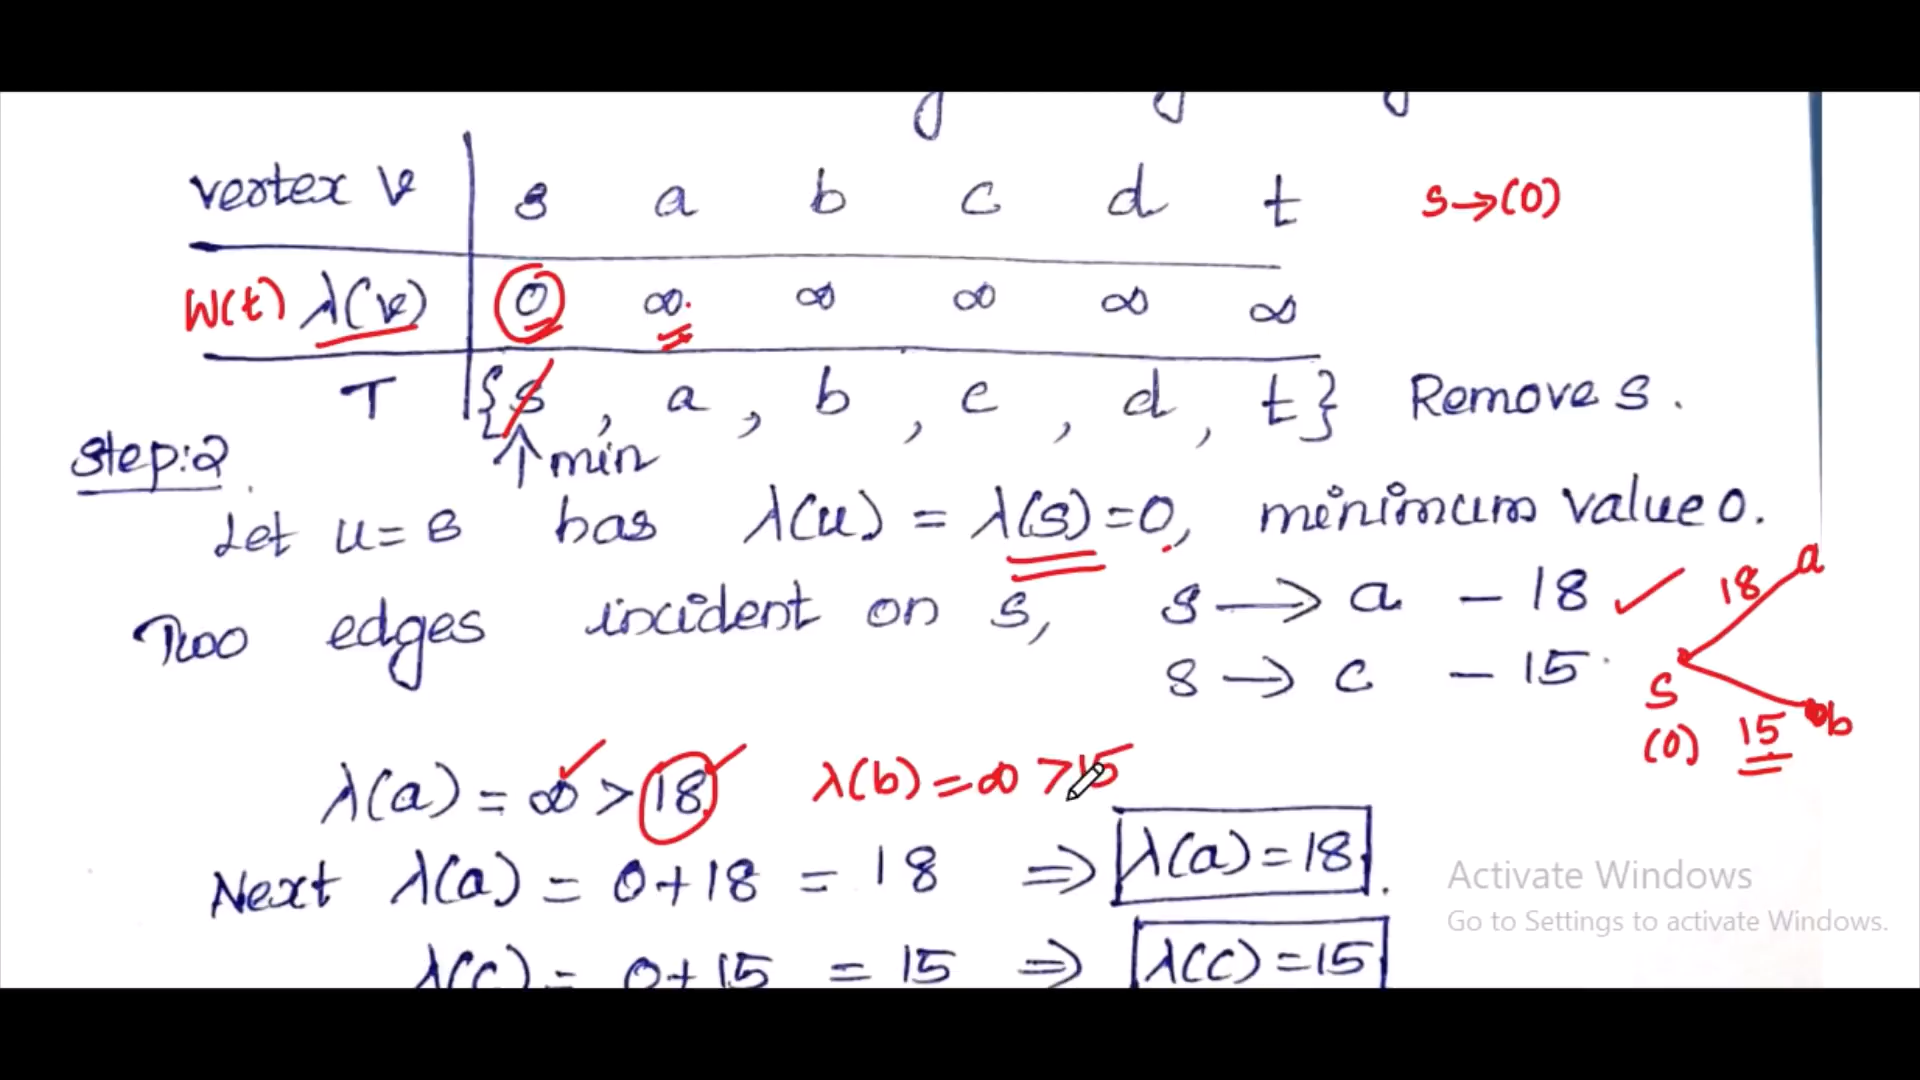 vertex v s a b c d t s→(0)
W(t) λ(v) 0 ∞ ∞ ∞ ∞ ∞
T {s, a, b, c, d, t} Remove s.
Step:2 ↑min
Let u=s has λ(u) = λ(s)=0, minimum value 0.
Two edges incident on s, s → a – 18 ✓
s → c – 15
18 a
S
(0) 15 b
λ(a) = ∞ > 18 λ(b) = ∞ > 15
Next λ(a) = 0+18 = 18 ⇒ λ(a)=18.
λ(c) = 0+15 = 15 ⇒ λ(c)=15
Activate Windows
Go to Settings to activate Windows.